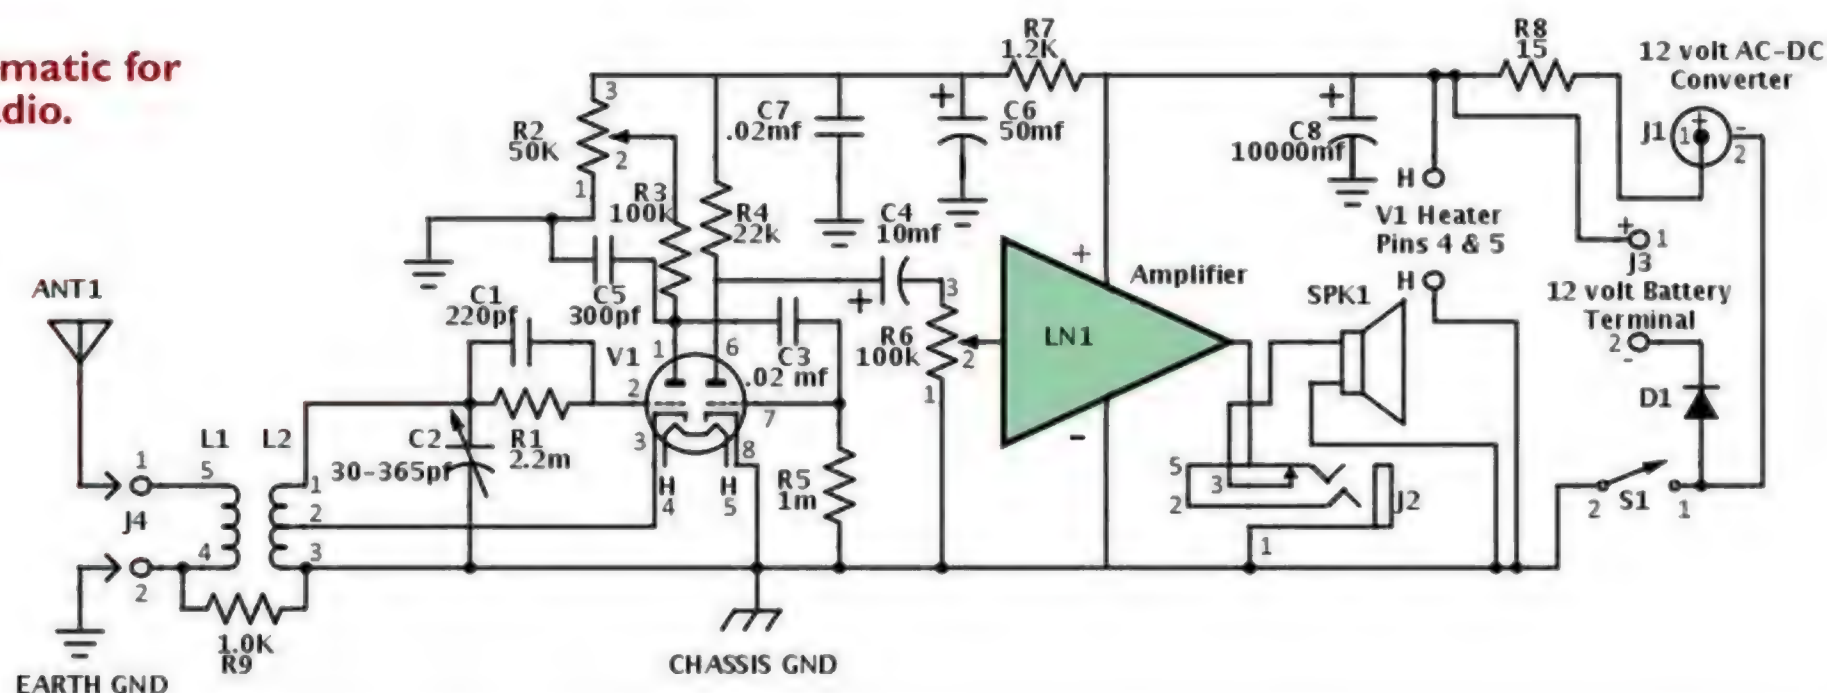 matic for
dio.
R7
1.2K
R8
15
12 volt AC-DC
Converter
3
R2
50K
2
1
C7
.02mf
+
C6
50mf
+
C8
10000mf
J1
1
+
-
2
H
V1 Heater
Pins 4 & 5
+
1
J3
R3
100K
R4
22k
C4
10mf
+
C5
300pf
ANT1
C1
220pf
V1
1
6
2
C3
.02 mf
7
3
8
3
R6
100k
2
1
+
Amplifier
LN1
-
SPK1
H
12 volt Battery
Terminal
2
-
D1
L1
L2
C2
30-365pf
R1
2.2m
1
5
1
J4
2
4
3
2
H
4
H
5
R5
1m
5
3
2
J2
1
2
S1
1
1.0K
R9
CHASSIS GND
EARTH GND